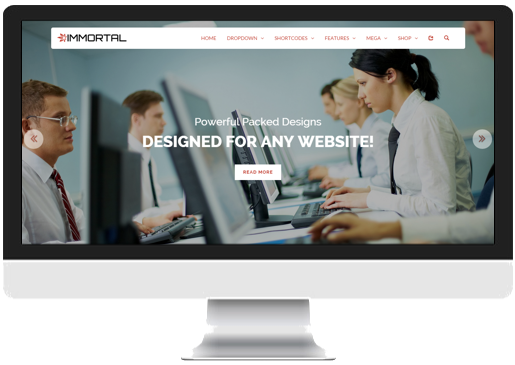 IMMORTAL
HOME DROPDOWN SHORTCODES FEATURES MEGA SHOP
Powerful Packed Designs
DESIGNED FOR ANY WEBSITE!
READ MORE